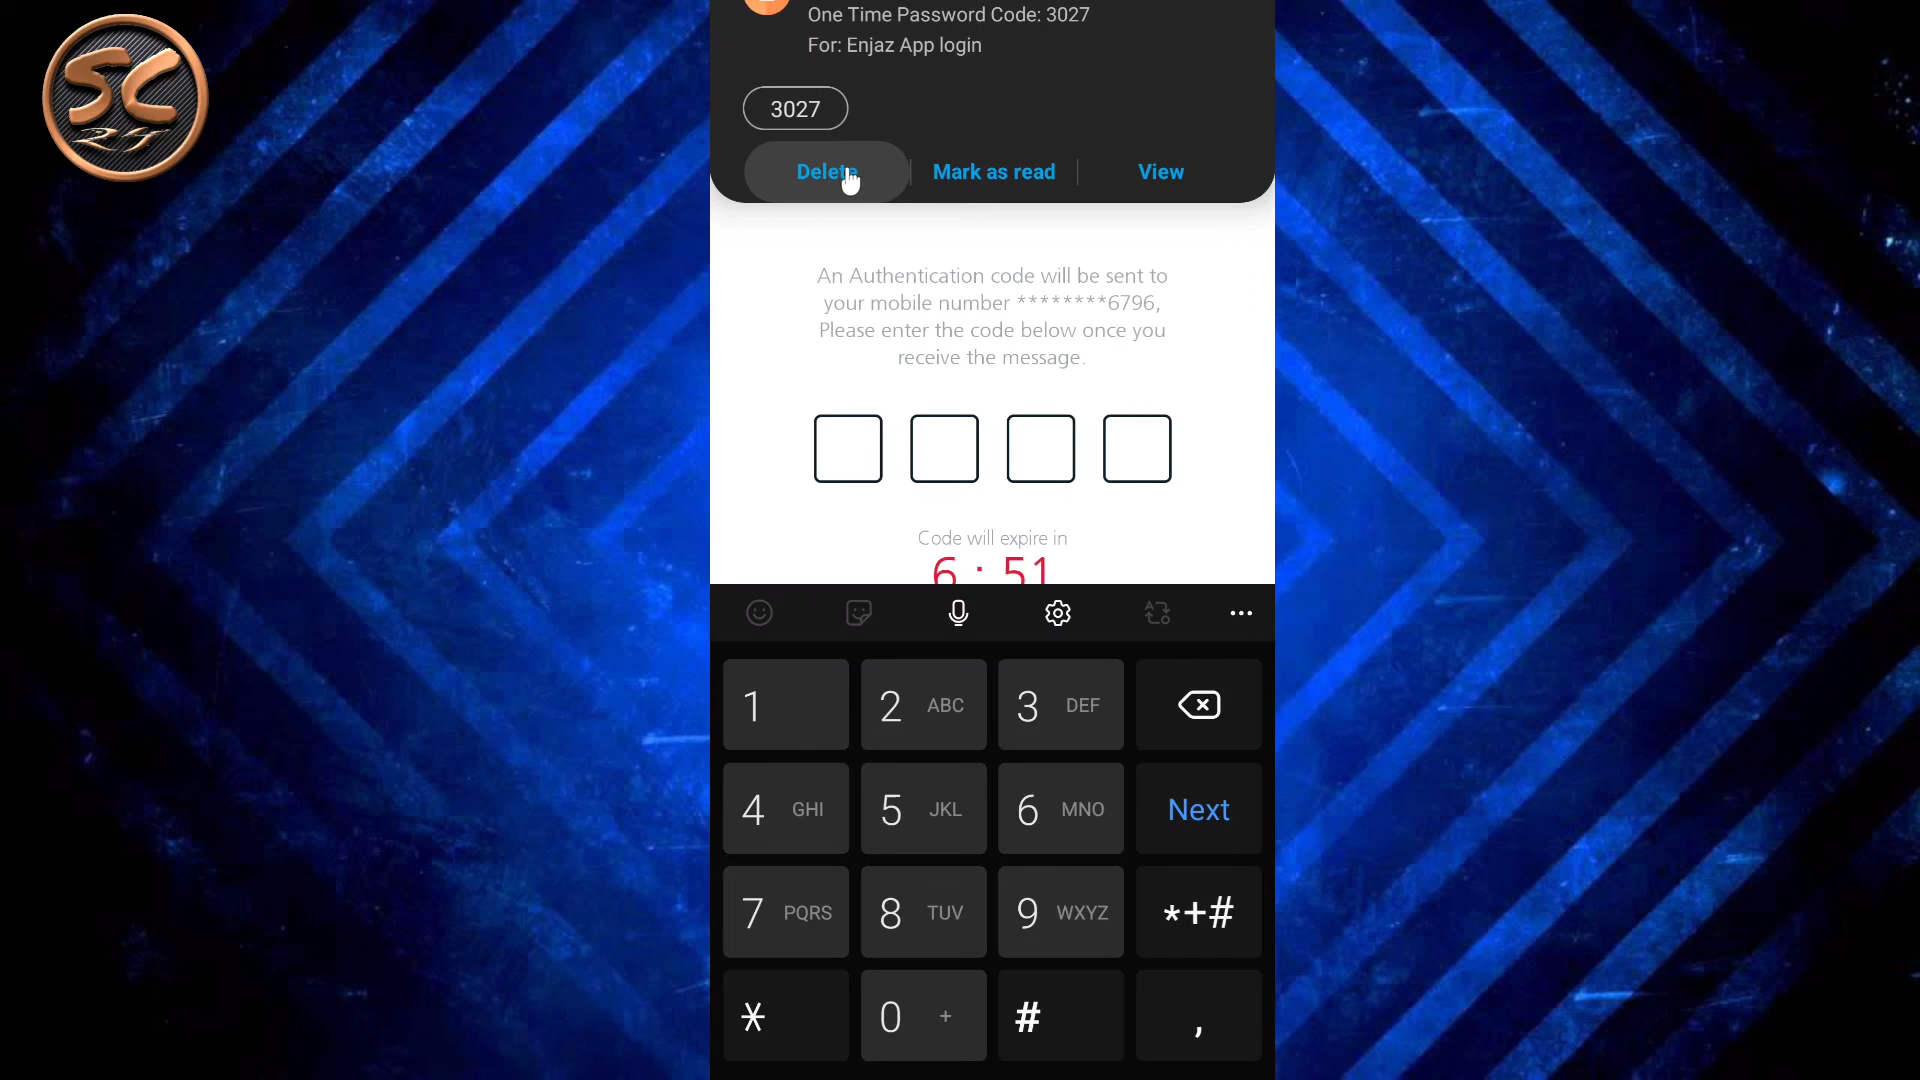 SC
One Time Password Code: 3027
For: Enjaz App login
3027
Delete Mark as read View
An Authentication code will be sent to
your mobile number ********6796,
Please enter the code below once you
receive the message.
Code will expire in
6 : 51
1 2 ABC 3 DEF
4 GHI 5 JKL 6 MNO Next
7 PQRS 8 TUV 9 WXYZ *+#
* 0 + # ,